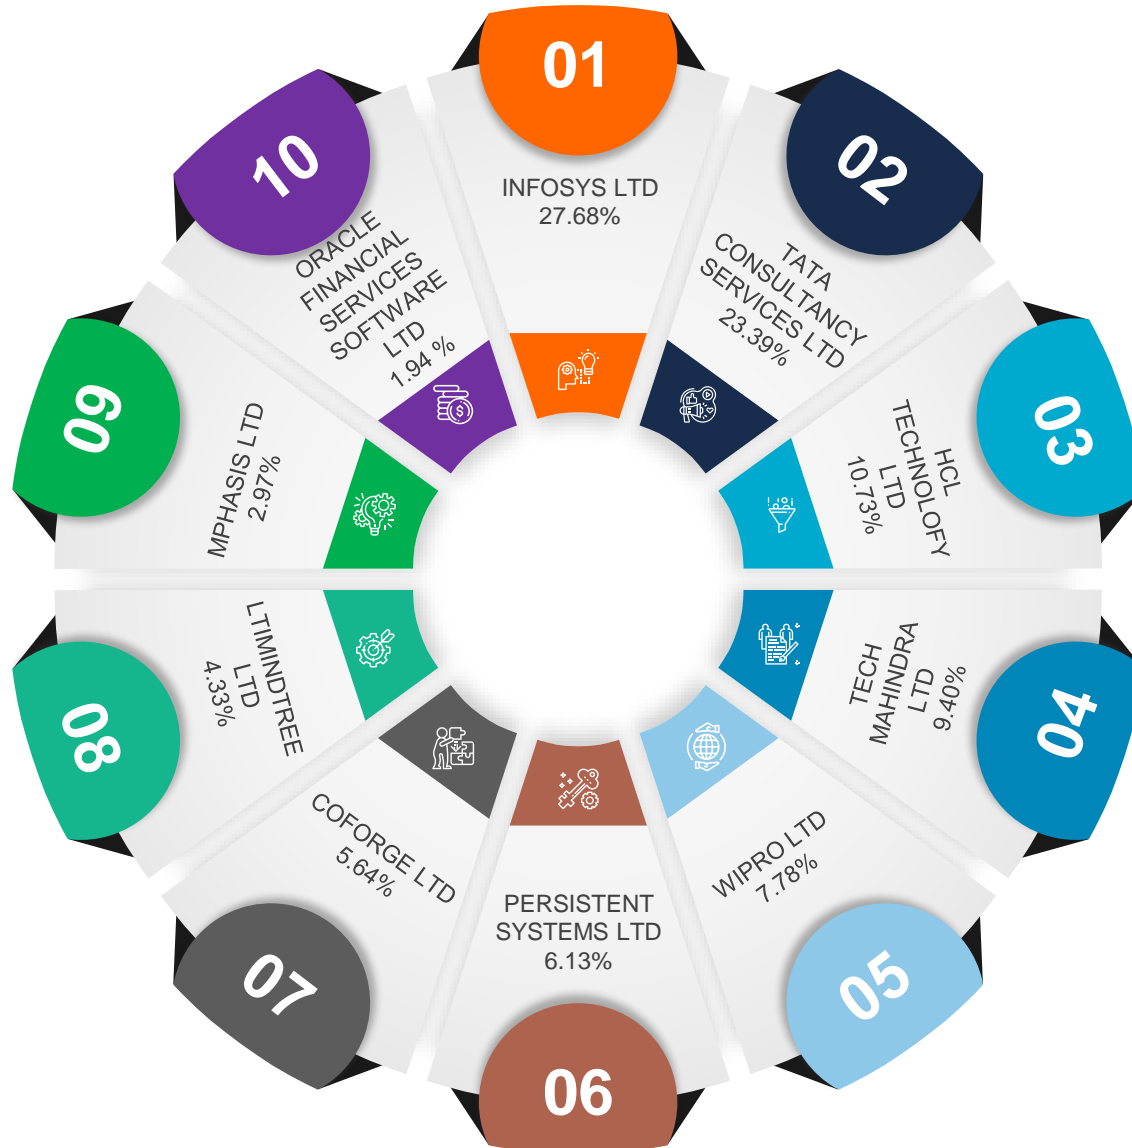 01
INFOSYS LTD
27.68%
02
TATA
CONSULTANCY
SERVICES LTD
23.39%
03
HCL
TECHNOLOFY
LTD
10.73%
04
TECH
MAHINDRA
LTD
9.40%
05
WIPRO LTD
7.78%
06
PERSISTENT
SYSTEMS LTD
6.13%
07
COFORGE LTD
5.64%
08
LTIMINDTREE
LTD
4.33%
09
MPHASIS LTD
2.97%
10
ORACLE
FINANCIAL
SERVICES
SOFTWARE
LTD
1.94 %
$